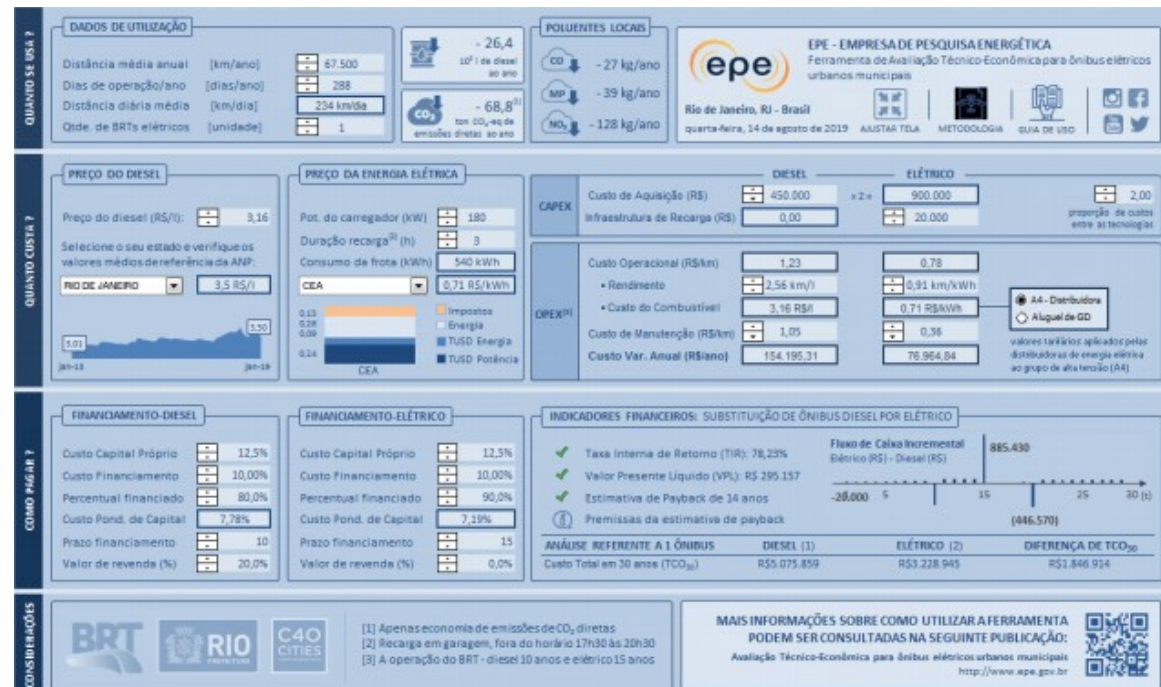 QUANTO SE USA ?
DADOS DE UTILIZAÇÃO
Distância média anual [km/ano] 67.500
Dias de operação/ano [dias/ano] 288
Distância diária média [km/dia] 234 km/dia
Qtde. de BRTs elétricos [unidade] 1
- 26,4
10³ l de diesel
ao ano
CO₂
- 68,8[1]
ton CO₂-eq de
emissões diretas ao ano
POLUENTES LOCAIS
CO - 27 kg/ano
MP - 39 kg/ano
NOₓ - 128 kg/ano
epe
EPE - EMPRESA DE PESQUISA ENERGÉTICA
Ferramenta de Avaliação Técnico-Econômica para ônibus elétricos
urbanos municipais
Rio de Janeiro, RJ - Brasil
quarta-feira, 14 de agosto de 2019
AJUSTAR TELA
METODOLOGIA
GUIA DE USO
QUANTO CUSTA ?
PREÇO DO DIESEL
Preço do diesel (R$/l): 3,16
Selecione o seu estado e verifique os
valores médios de referência da ANP:
RIO DE JANEIRO 3,5 R$/l
3,50
3,01
jan-13 jan-19
PREÇO DA ENERGIA ELÉTRICA
Pot. do carregador (kW) 180
Duração recarga[2] (h) 3
Consumo da frota (kWh) 540 kWh
CEA 0,71 R$/kWh
0,13
0,26
0,09
0,24
CEA
Impostos
Energia
TUSD Energia
TUSD Potência
DIESEL ELÉTRICO
CAPEX
Custo de Aquisição (R$) 450.000 x 2 = 900.000
Infraestrutura de Recarga (R$) 0,00 20.000
2,00
proporção de custos
entre as tecnologias
OPEX[3]
Custo Operacional (R$/km) 1,23 0,78
• Rendimento 2,56 km/l 0,91 km/kWh
• Custo do Combustível 3,16 R$/l 0,71 R$/kWh
Custo de Manutenção (R$/km) 1,05 0,36
Custo Var. Anual (R$/ano) 154.195,31 76.964,84
A4 - Distribuidora
Aluguel de GD
valores tarifários aplicados pelas
distribuidoras de energia elétrica
ao grupo de alta tensão (A4)
COMO PAGAR ?
FINANCIAMENTO-DIESEL
Custo Capital Próprio 12,5%
Custo Financiamento 10,00%
Percentual financiado 80,0%
Custo Pond. de Capital 7,78%
Prazo financiamento 10
Valor de revenda (%) 20,0%
FINANCIAMENTO-ELÉTRICO
Custo Capital Próprio 12,5%
Custo Financiamento 10,00%
Percentual financiado 90,0%
Custo Pond. de Capital 7,19%
Prazo financiamento 15
Valor de revenda (%) 0,0%
INDICADORES FINANCEIROS: SUBSTITUIÇÃO DE ÔNIBUS DIESEL POR ELÉTRICO
Taxa Interna de Retorno (TIR): 78,23%
Valor Presente Líquido (VPL): R$ 295.157
Estimativa de Payback de 14 anos
Premissas da estimativa de payback
Fluxo de Caixa Incremental
Elétrico (R$) - Diesel (R$)
885.430
-20.000 5 15 25 30 (t)
(446.570)
ANÁLISE REFERENTE A 1 ÔNIBUS DIESEL (1) ELÉTRICO (2) DIFERENÇA DE TCO₃₀
Custo Total em 30 anos (TCO₃₀) R$5.075.859 R$3.228.945 R$1.846.914
CONSIDERAÇÕES
BRT
RIO
PREFEITURA
C40
CITIES
[1] Apenas economia de emissões de CO₂ diretas
[2] Recarga em garagem, fora do horário 17h30 às 20h30
[3] A operação do BRT - diesel 10 anos e elétrico 15 anos
MAIS INFORMAÇÕES SOBRE COMO UTILIZAR A FERRAMENTA
PODEM SER CONSULTADAS NA SEGUINTE PUBLICAÇÃO:
Avaliação Técnico-Econômica para ônibus elétricos urbanos municipais
http://www.epe.gov.br